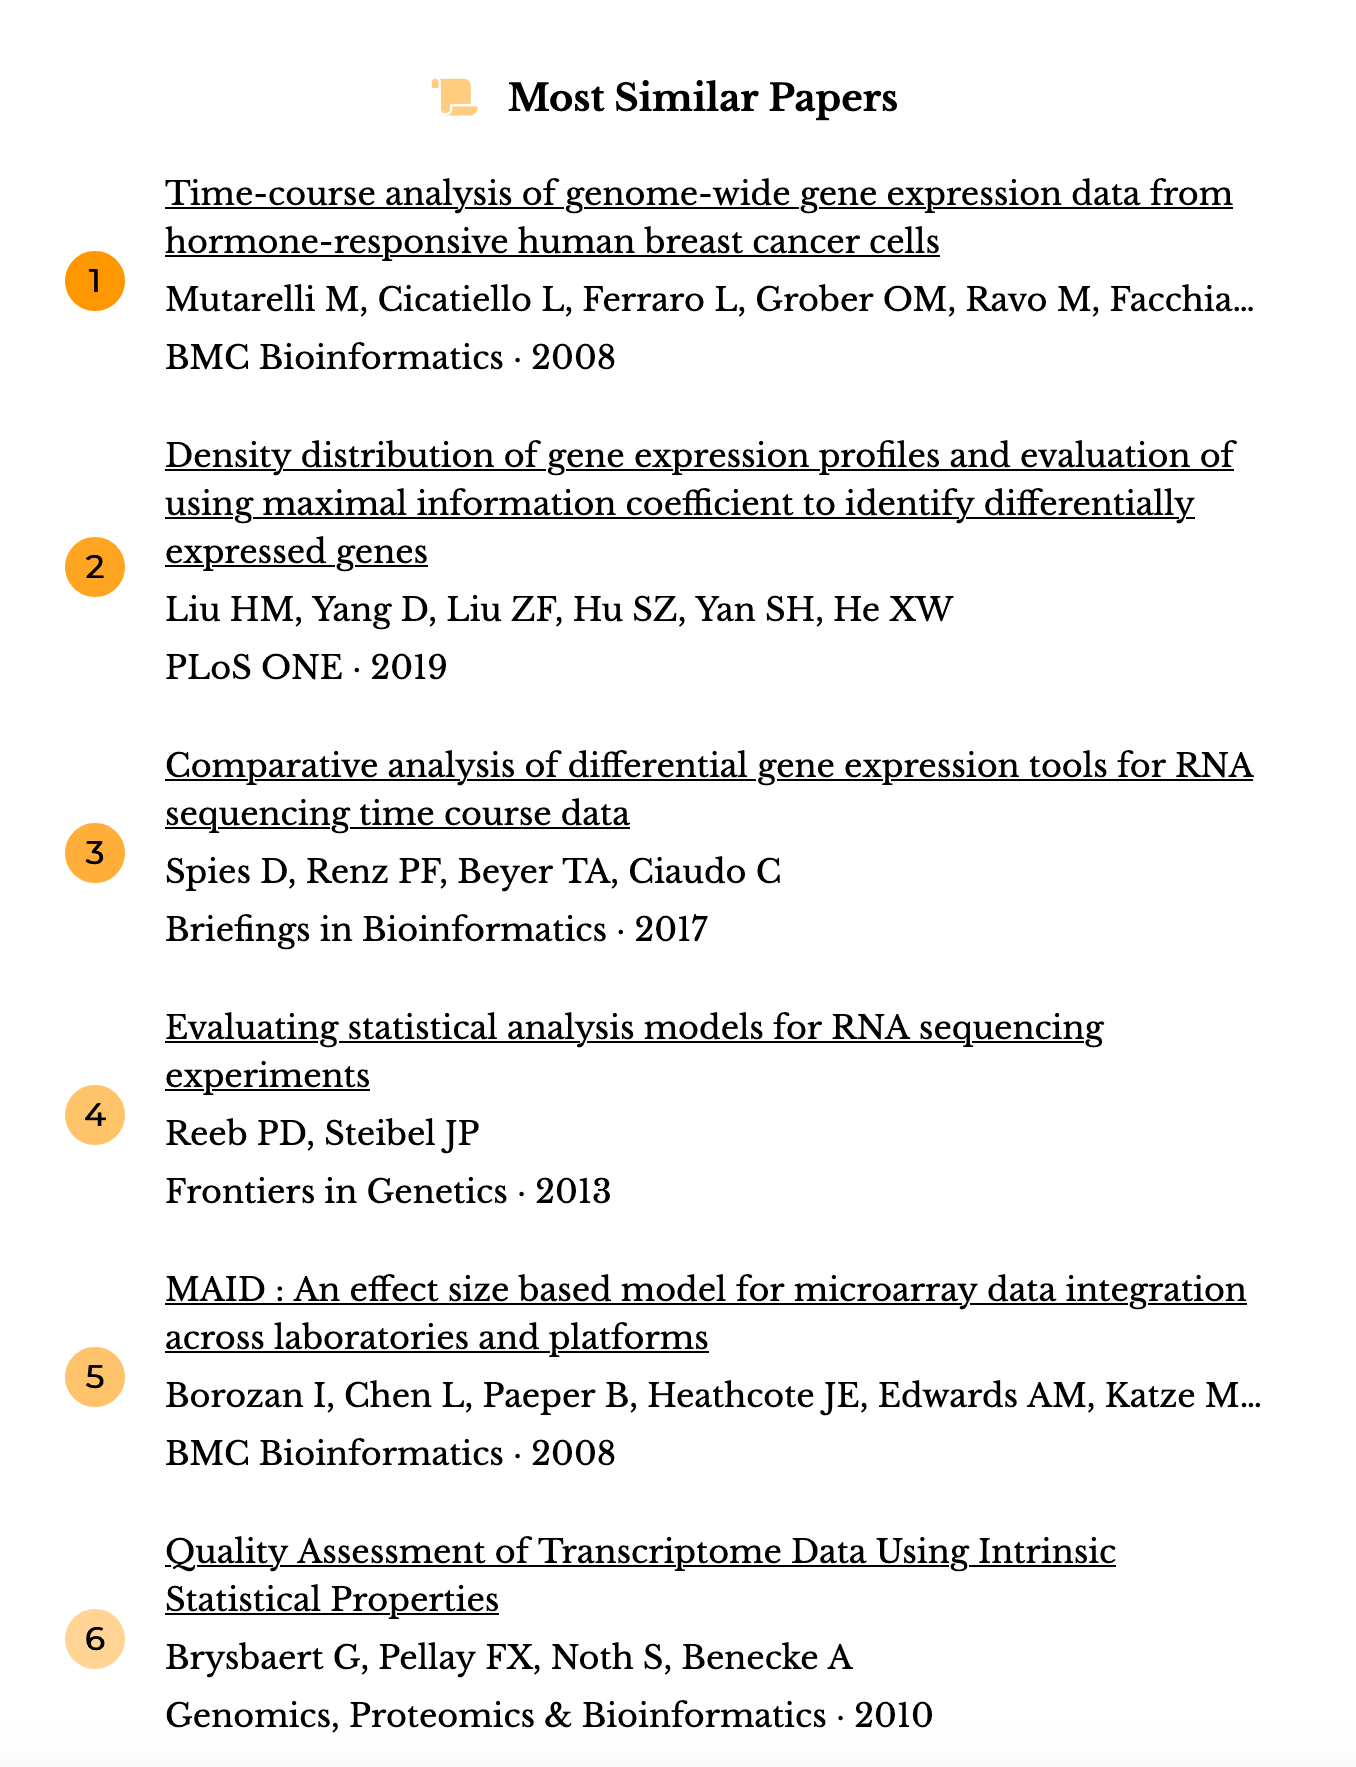 Most Similar Papers
Time-course analysis of genome-wide gene expression data from
hormone-responsive human breast cancer cells
1
Mutarelli M, Cicatiello L, Ferraro L, Grober OM, Ravo M, Facchia...
BMC Bioinformatics · 2008
Density distribution of gene expression profiles and evaluation of
using maximal information coefficient to identify differentially
expressed genes
2
Liu HM, Yang D, Liu ZF, Hu SZ, Yan SH, He XW
PLoS ONE · 2019
Comparative analysis of differential gene expression tools for RNA
sequencing time course data
3
Spies D, Renz PF, Beyer TA, Ciaudo C
Briefings in Bioinformatics · 2017
Evaluating statistical analysis models for RNA sequencing
experiments
4
Reeb PD, Steibel JP
Frontiers in Genetics · 2013
MAID : An effect size based model for microarray data integration
across laboratories and platforms
5
Borozan I, Chen L, Paeper B, Heathcote JE, Edwards AM, Katze M...
BMC Bioinformatics · 2008
Quality Assessment of Transcriptome Data Using Intrinsic
Statistical Properties
6
Brysbaert G, Pellay FX, Noth S, Benecke A
Genomics, Proteomics & Bioinformatics · 2010